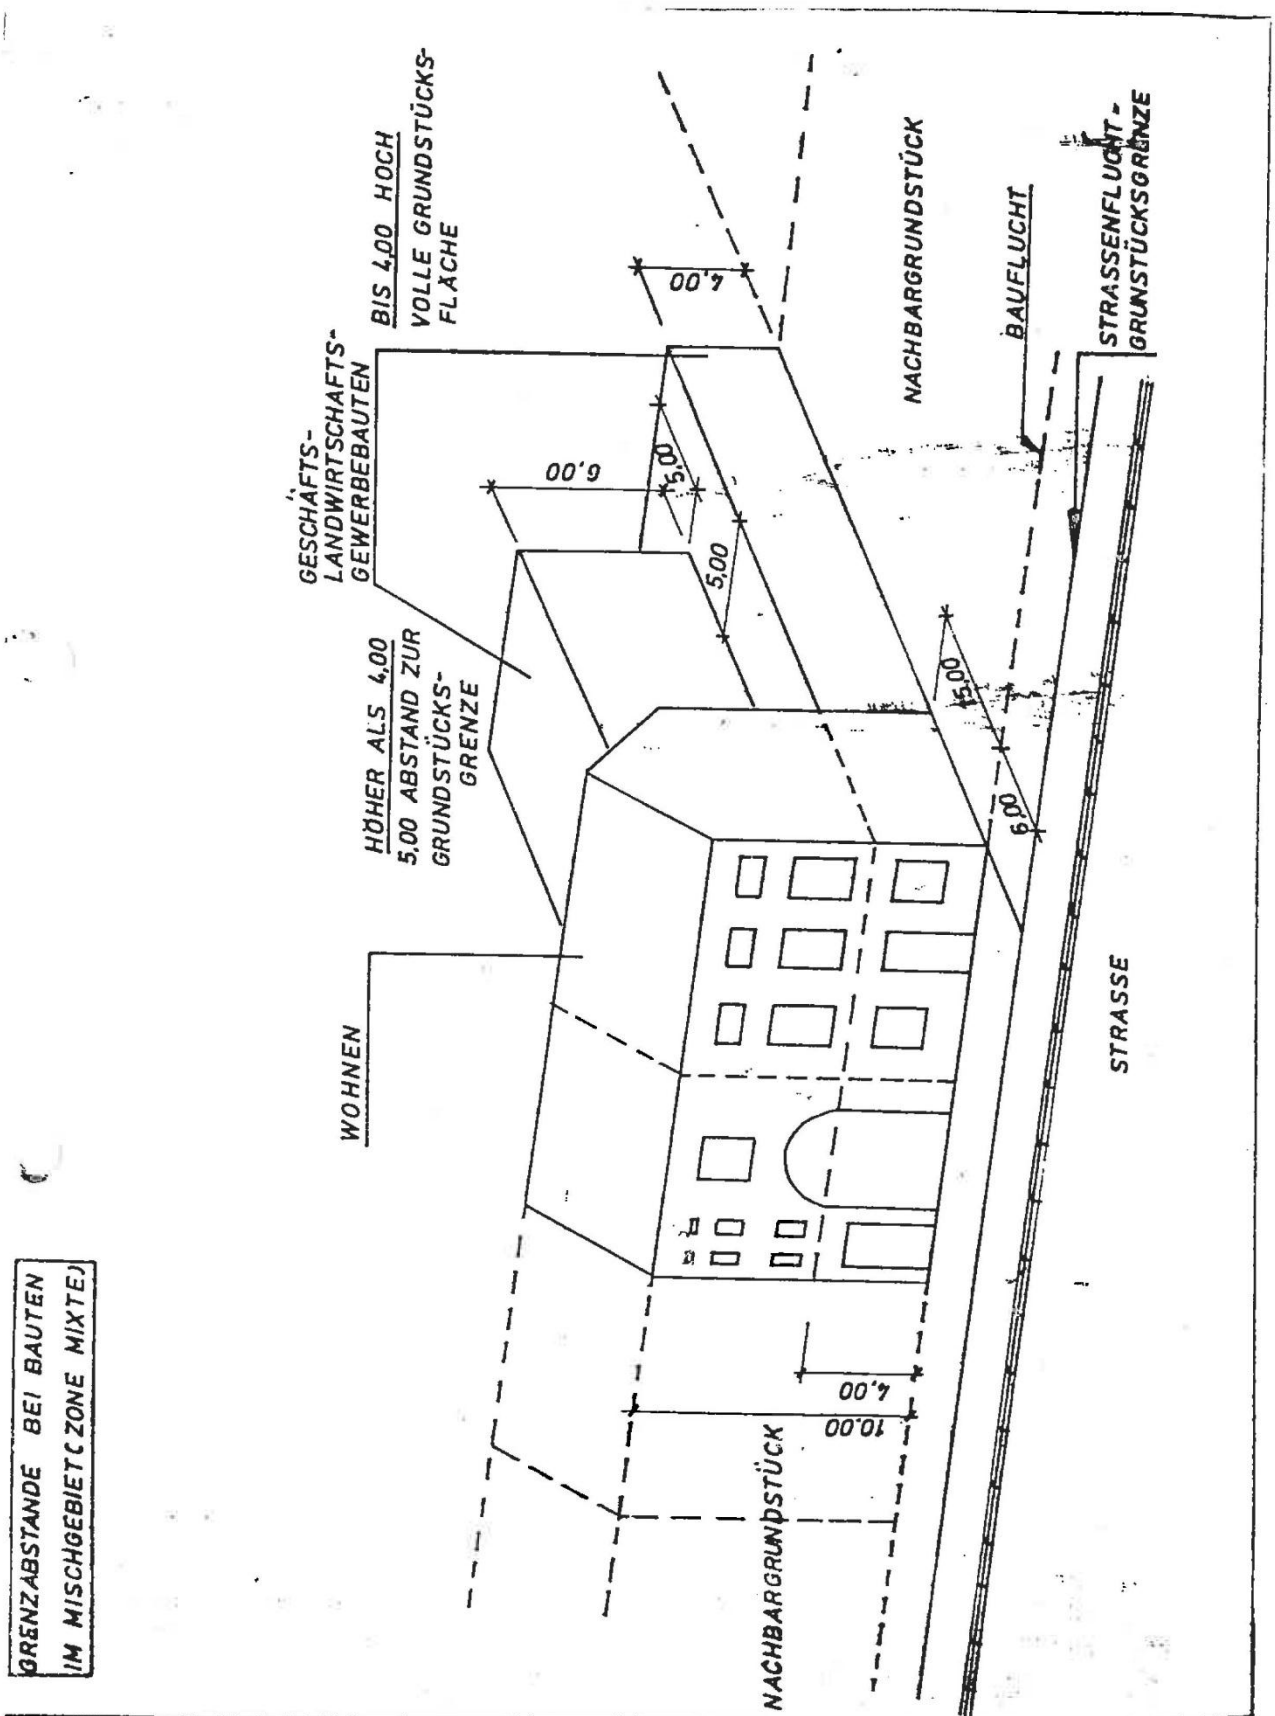 GRENZABSTANDE BEI BAUTEN
IM MISCHGEBIET (ZONE MIXTE)
WOHNEN
HÖHER ALS 4,00
5,00 ABSTAND ZUR
GRUNDSTÜCKS-
GRENZE
GESCHÄFTS-
LANDWIRTSCHAFTS-
GEWERBEBAUTEN
BIS 4,00 HOCH
VOLLE GRUNDSTÜCKS-
FLÄCHE
6,00
5,00
5,00
4,00
4,00
10.00
15,00
6,00
NACHBARGRUNDSTÜCK
NACHBARGRUNDSTÜCK
BAUFLUCHT
STRASSENFLUCHT =
GRUNSTÜCKSGRENZE
STRASSE